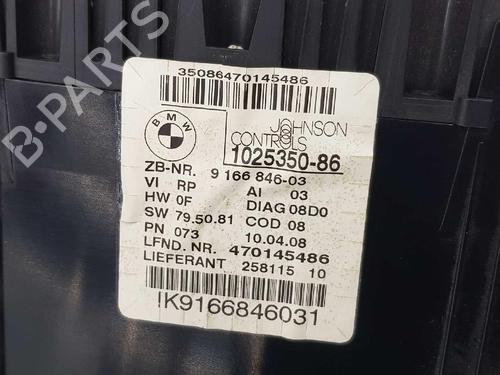 35086470145486
BMW
JOHNSON
CONTROLS
1025350-86
ZB-NR. 9 166 846-03
VI RP AI 03
HW 0F DIAG 08D0
SW 79.50.81 COD 08
PN 073 10.04.08
LFND. NR. 470145486
LIEFERANT 258115 10
IK9166846031
B-PARTS